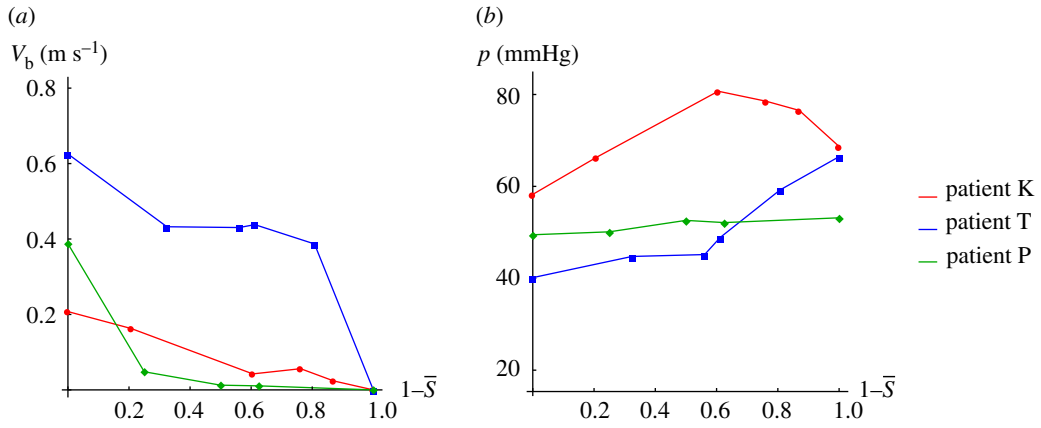 (a)
V_b (m s⁻¹)
0.8
0.6
0.4
0.2
0.2 0.4 0.6 0.8 1.0
1–S̅
(b)
p (mmHg)
80
60
40
20
0.2 0.4 0.6 0.8 1.0
1–S̅
patient K
patient T
patient P